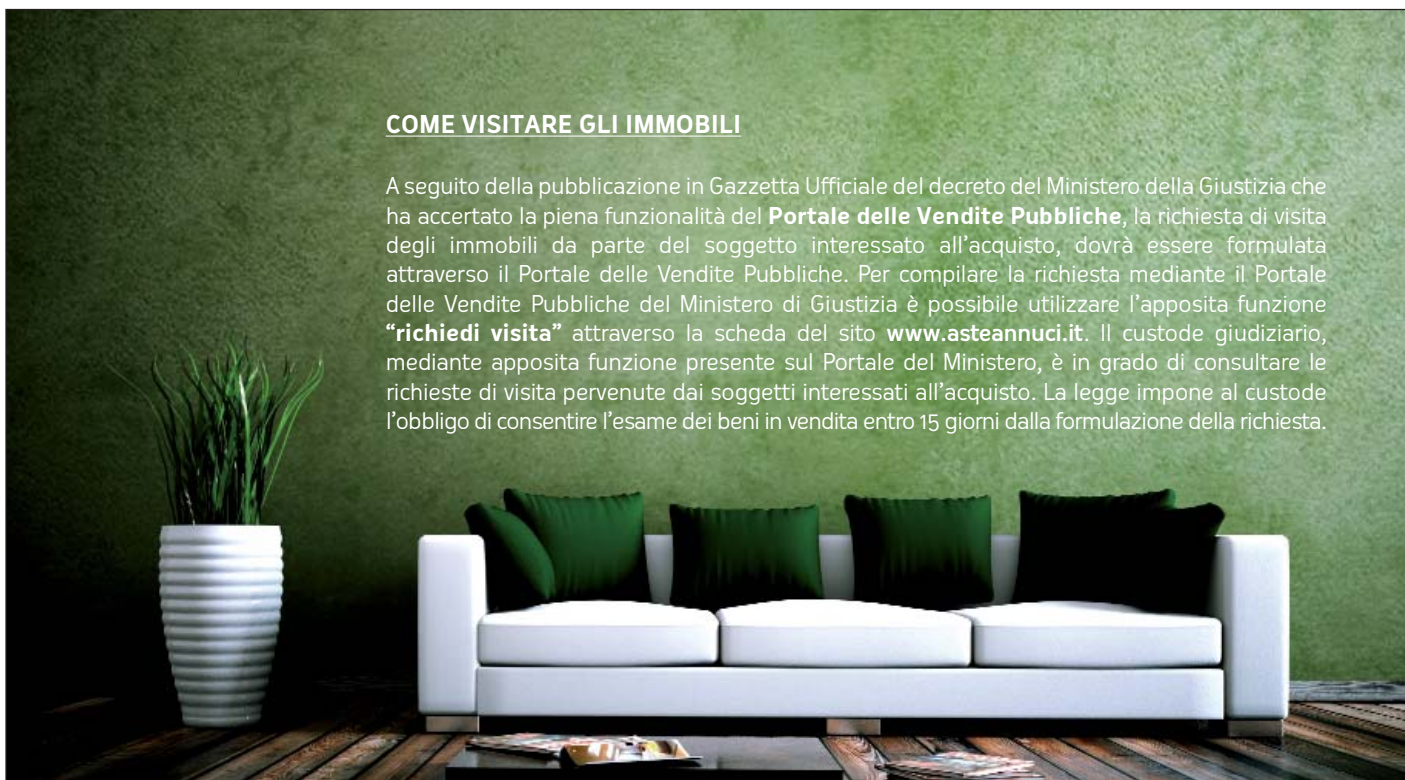 COME VISITARE GLI IMMOBILI
A seguito della pubblicazione in Gazzetta Ufficiale del decreto del Ministero della Giustizia che
ha accertato la piena funzionalità del Portale delle Vendite Pubbliche, la richiesta di visita
degli immobili da parte del soggetto interessato all'acquisto, dovrà essere formulata
attraverso il Portale delle Vendite Pubbliche. Per compilare la richiesta mediante il Portale
delle Vendite Pubbliche del Ministero di Giustizia è possibile utilizzare l'apposita funzione
“richiedi visita” attraverso la scheda del sito www.asteannuci.it. Il custode giudiziario,
mediante apposita funzione presente sul Portale del Ministero, è in grado di consultare le
richieste di visita pervenute dai soggetti interessati all'acquisto. La legge impone al custode
l'obbligo di consentire l'esame dei beni in vendita entro 15 giorni dalla formulazione della richiesta.